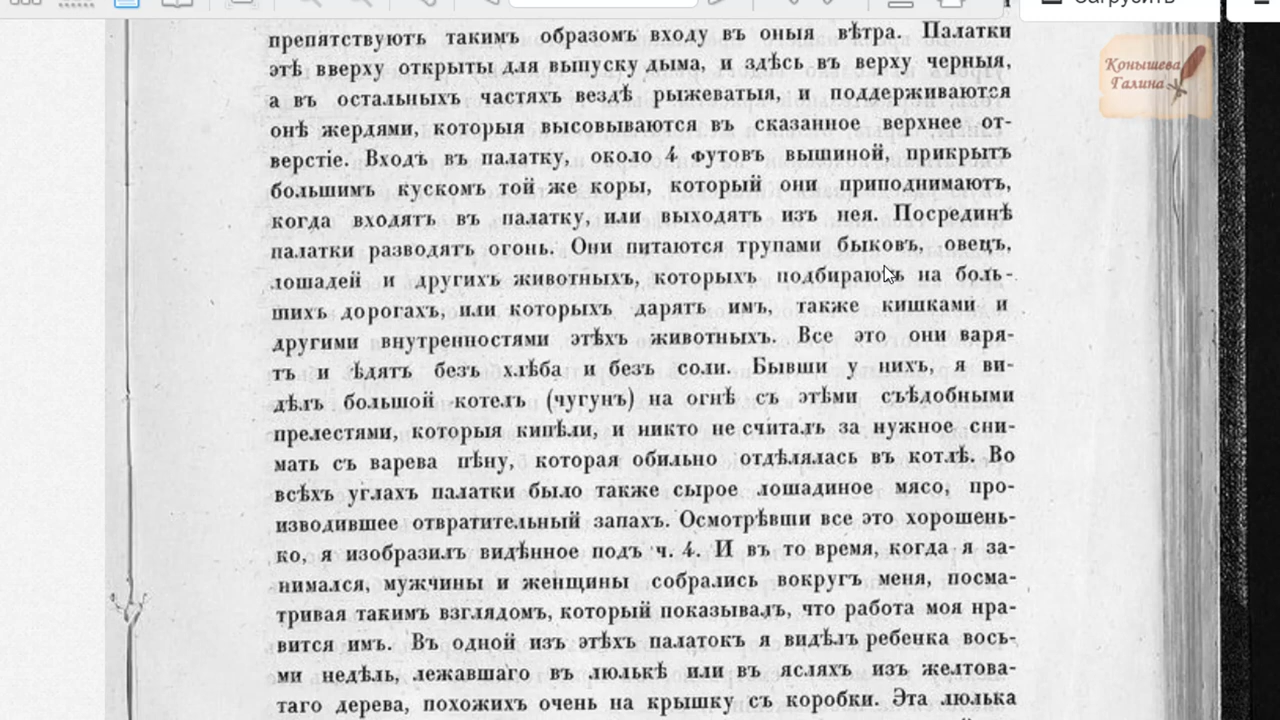 Загрузить
Конышева
Галина
препятствуютъ такимъ образомъ входу въ оныя вѣтра. Палатки
этѣ вверху открыты для выпуску дыма, и здѣсь въ верху черныя,
а въ остальныхъ частяхъ вездѣ рыжеватыя, и поддерживаются
онѣ жердями, которыя высовываются въ сказанное верхнее от-
верстіе. Входъ въ палатку, около 4 футовъ вышиной, прикрытъ
большимъ кускомъ той же коры, который они приподнимаютъ,
когда входятъ въ палатку, или выходятъ изъ нея. Посрединѣ
палатки разводятъ огонь. Они питаются трупами быковъ, овецъ,
лошадей и другихъ животныхъ, которыхъ подбираютъ на боль-
шихъ дорогахъ, или которыхъ дарятъ имъ, также кишками и
другими внутренностями этѣхъ животныхъ. Все это они варя-
тъ и ѣдятъ безъ хлѣба и безъ соли. Бывши у нихъ, я ви-
дѣлъ большой котелъ (чугунъ) на огнѣ съ этѣми съѣдобными
прелестями, которыя кипѣли, и никто не считалъ за нужное сни-
мать съ варева пѣну, которая обильно отдѣлялась въ котлѣ. Во
всѣхъ углахъ палатки было также сырое лошадиное мясо, про-
изводившее отвратительный запахъ. Осмотрѣвши все это хорошень-
ко, я изобразилъ видѣнное подъ ч. 4. И въ то время, когда я за-
нимался, мужчины и женщины собрались вокругъ меня, посма-
тривая такимъ взглядомъ, который показывалъ, что работа моя нра-
вится имъ. Въ одной изъ этѣхъ палатокъ я видѣлъ ребенка вось-
ми недѣль, лежавшаго въ люлькѣ или въ ясляхъ изъ желтова-
таго дерева, похожихъ очень на крышку съ коробки. Эта люлька